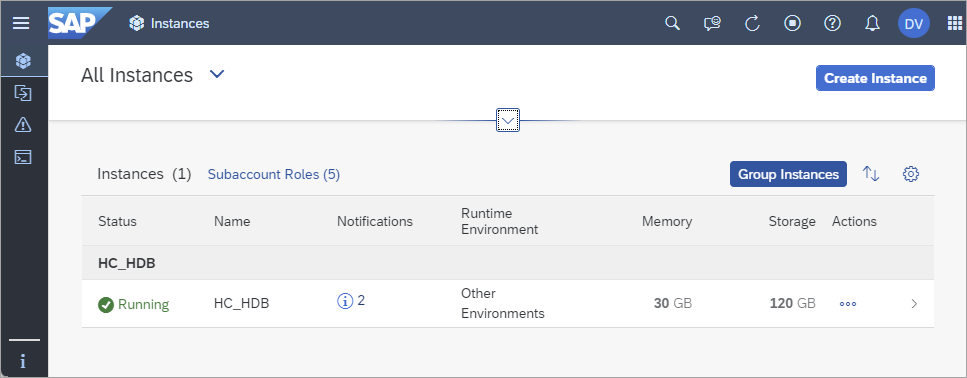 SAP
Instances
DV
All Instances
Create Instance
Instances (1)
Subaccount Roles (5)
Group Instances
Status
Name
Notifications
Runtime
Environment
Memory
Storage
Actions
HC_HDB
Running
HC_HDB
2
Other
Environments
30 GB
120 GB